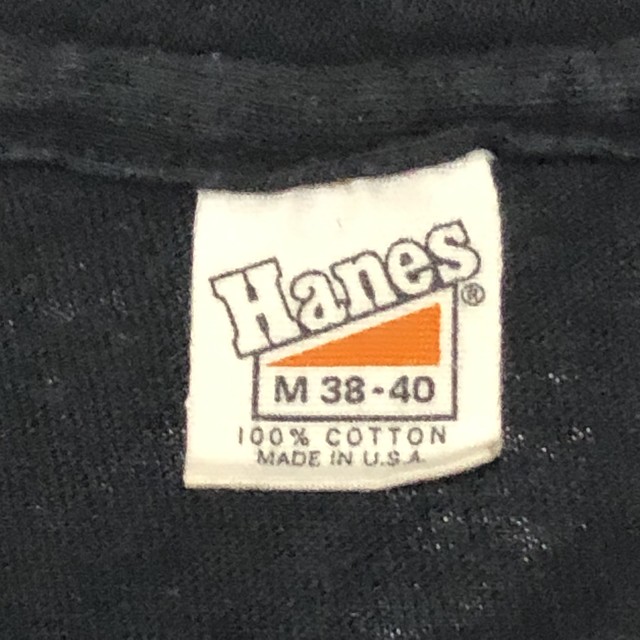 Hanes®
M 38-40
100% COTTON
MADE IN U.S.A.